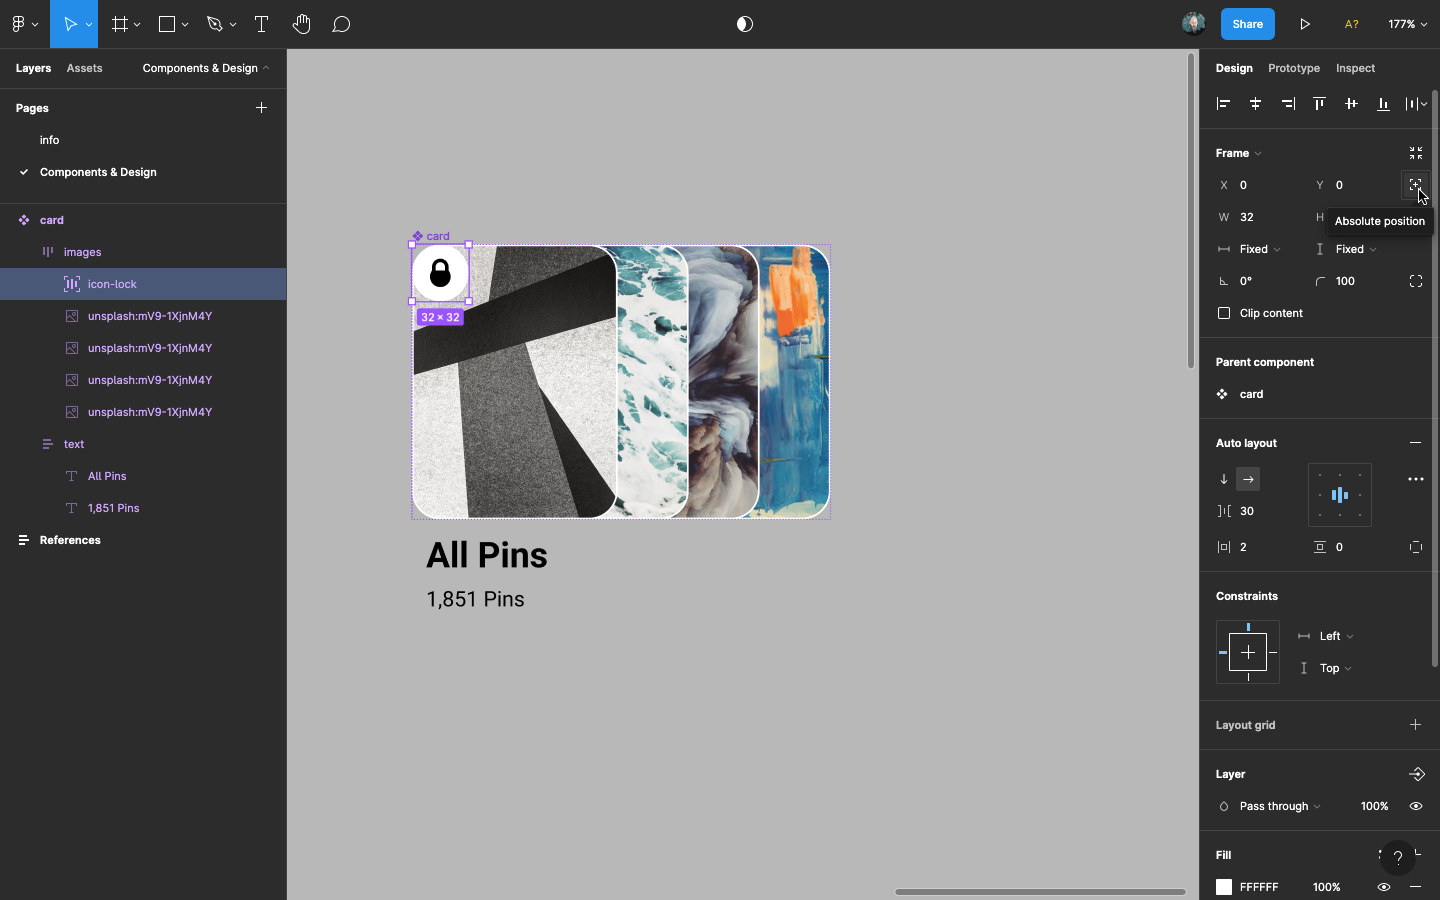 Share
A?
177%
Layers
Assets
Components & Design
Pages
info
Components & Design
card
images
icon-lock
unsplash:mV9-1XjnM4Y
unsplash:mV9-1XjnM4Y
unsplash:mV9-1XjnM4Y
unsplash:mV9-1XjnM4Y
text
All Pins
1,851 Pins
References
card
32 × 32
All Pins
1,851 Pins
Design
Prototype
Inspect
Frame
X 0
Y 0
W 32
H
Absolute position
Fixed
Fixed
0°
100
Clip content
Parent component
card
Auto layout
30
2
0
Constraints
Left
Top
Layout grid
Layer
Pass through
100%
Fill
?
FFFFFF
100%